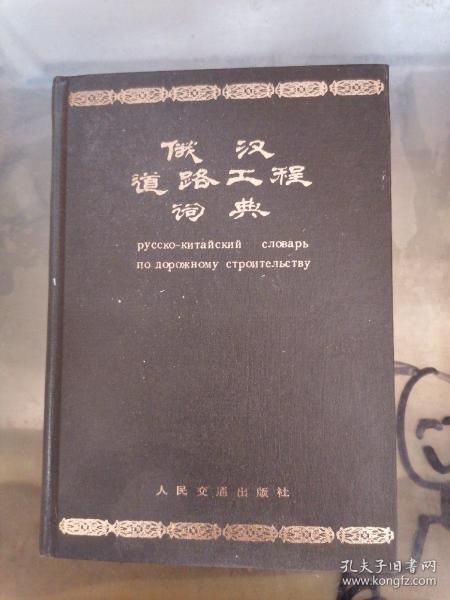 俄汉
道路工程
词典
русско-китайский словарь
по дорожному строительству
人民交通出版社
孔夫子旧书网
www.kongfz.com